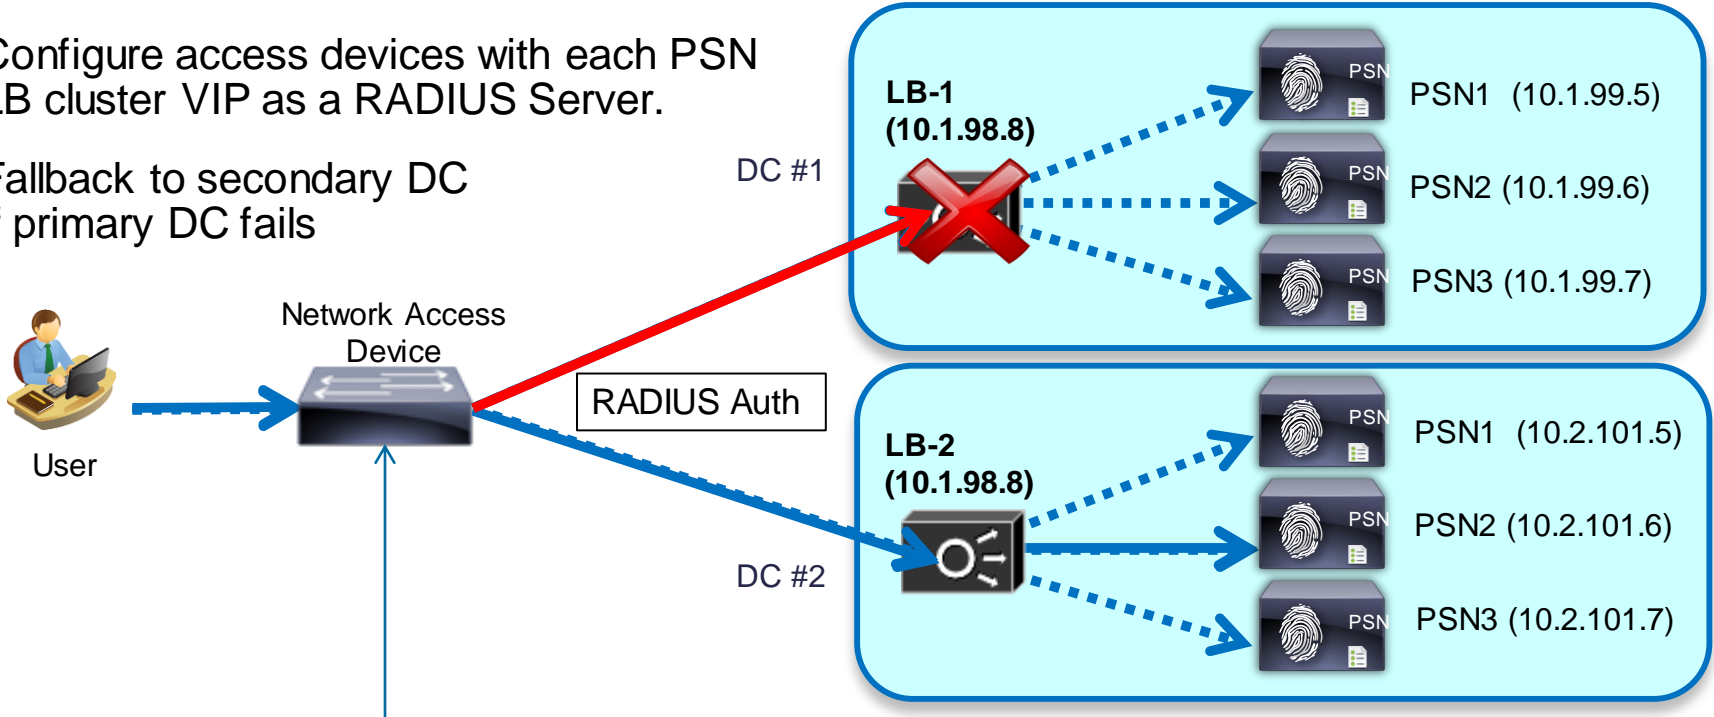 onfigure access devices with each PSN
B cluster VIP as a RADIUS Server.
allback to secondary DC
primary DC fails
DC #1
LB-1
(10.1.98.8)
PSN
PSN1 (10.1.99.5)
PSN
PSN2 (10.1.99.6)
PSN
PSN3 (10.1.99.7)
Network Access
Device
User
RADIUS Auth
DC #2
LB-2
(10.1.98.8)
PSN
PSN1 (10.2.101.5)
PSN
PSN2 (10.2.101.6)
PSN
PSN3 (10.2.101.7)